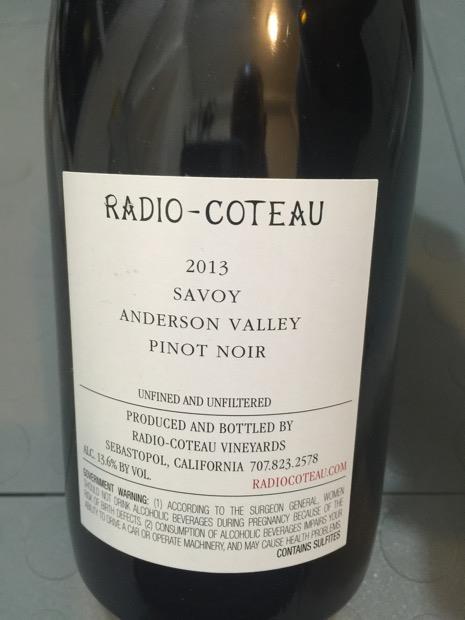 RADIO-COTEAU
2013
SAVOY
ANDERSON VALLEY
PINOT NOIR
UNFINED AND UNFILTERED
PRODUCED AND BOTTLED BY
RADIO-COTEAU VINEYARDS
SEBASTOPOL, CALIFORNIA 707.823.2578
ALC. 13.6% BY VOL. RADIOCOTEAU.COM
GOVERNMENT WARNING: (1) ACCORDING TO THE SURGEON GENERAL, WOMEN
SHOULD NOT DRINK ALCOHOLIC BEVERAGES DURING PREGNANCY BECAUSE OF THE
RISK OF BIRTH DEFECTS. (2) CONSUMPTION OF ALCOHOLIC BEVERAGES IMPAIRS YOUR
ABILITY TO DRIVE A CAR OR OPERATE MACHINERY, AND MAY CAUSE HEALTH PROBLEMS.
CONTAINS SULFITES